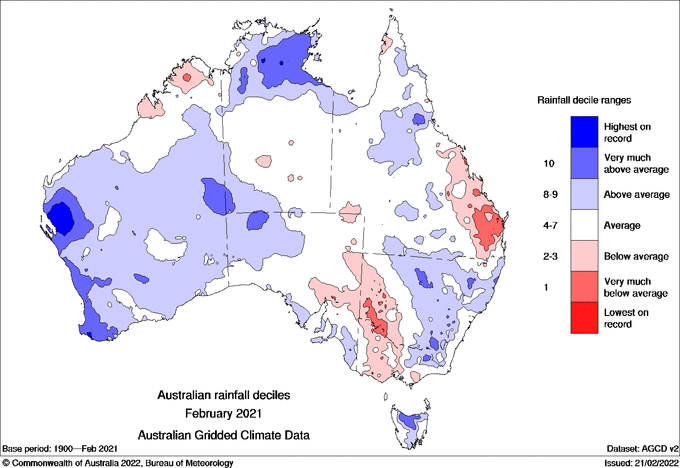 Rainfall decile ranges
Highest on
record
10
Very much
above average
8-9
Above average
4-7
Average
2-3
Below average
1
Very much
below average
Lowest on
record
Australian rainfall deciles
February 2021
Australian Gridded Climate Data
Base period: 1900—Feb 2021
Dataset: AGCD v2
© Commonwealth of Australia 2022, Bureau of Meteorology
Issued: 21/02/2022